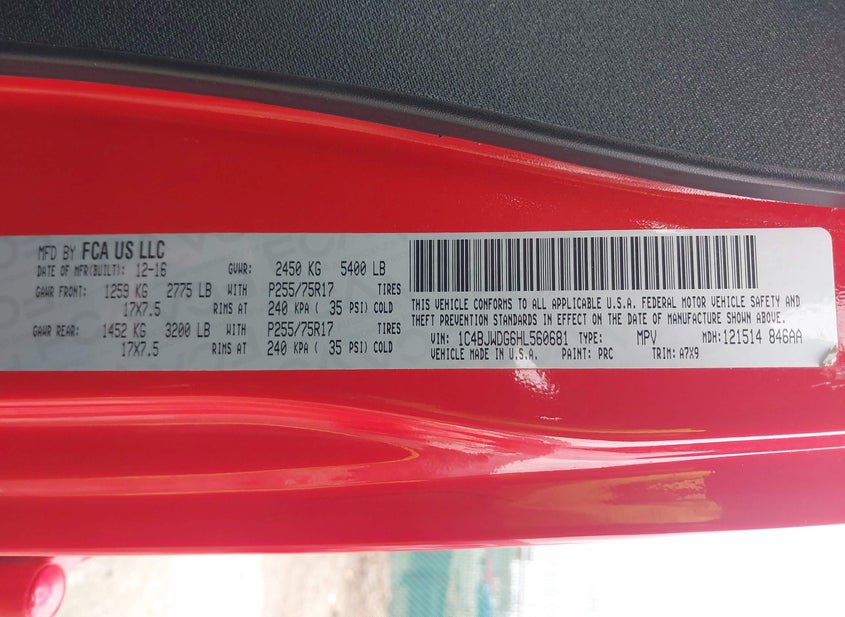 MFD BY FCA US LLC
DATE OF MFR(BUILT): 12-16 GVWR: 2450 KG 5400 LB
GAWR FRONT: 1259 KG 2775 LB WITH P255/75R17 TIRES
17X7.5 RIMS AT 240 KPA ( 35 PSI) COLD
GAWR REAR: 1452 KG 3200 LB WITH P255/75R17 TIRES
17X7.5 RIMS AT 240 KPA ( 35 PSI) COLD
THIS VEHICLE CONFORMS TO ALL APPLICABLE U.S.A. FEDERAL MOTOR VEHICLE SAFETY AND
THEFT PREVENTION STANDARDS IN EFFECT ON THE DATE OF MANUFACTURE SHOWN ABOVE.
VIN: 1C4BJWDG6HL560681 TYPE: MPV MDH: 121514 846AA
VEHICLE MADE IN U.S.A. PAINT: PRC TRIM: A7X9